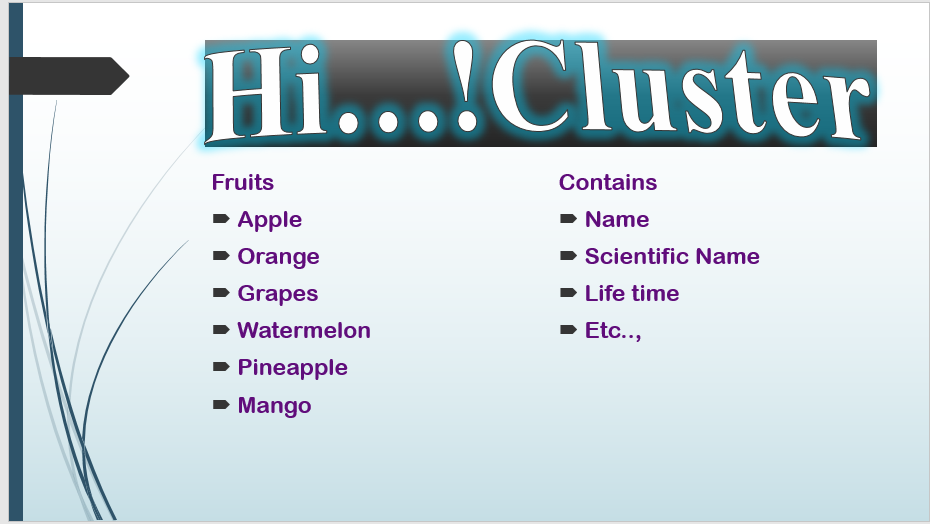 Hi...!Cluster
Fruits
Apple
Orange
Grapes
Watermelon
Pineapple
Mango
Contains
Name
Scientific Name
Life time
Etc..,